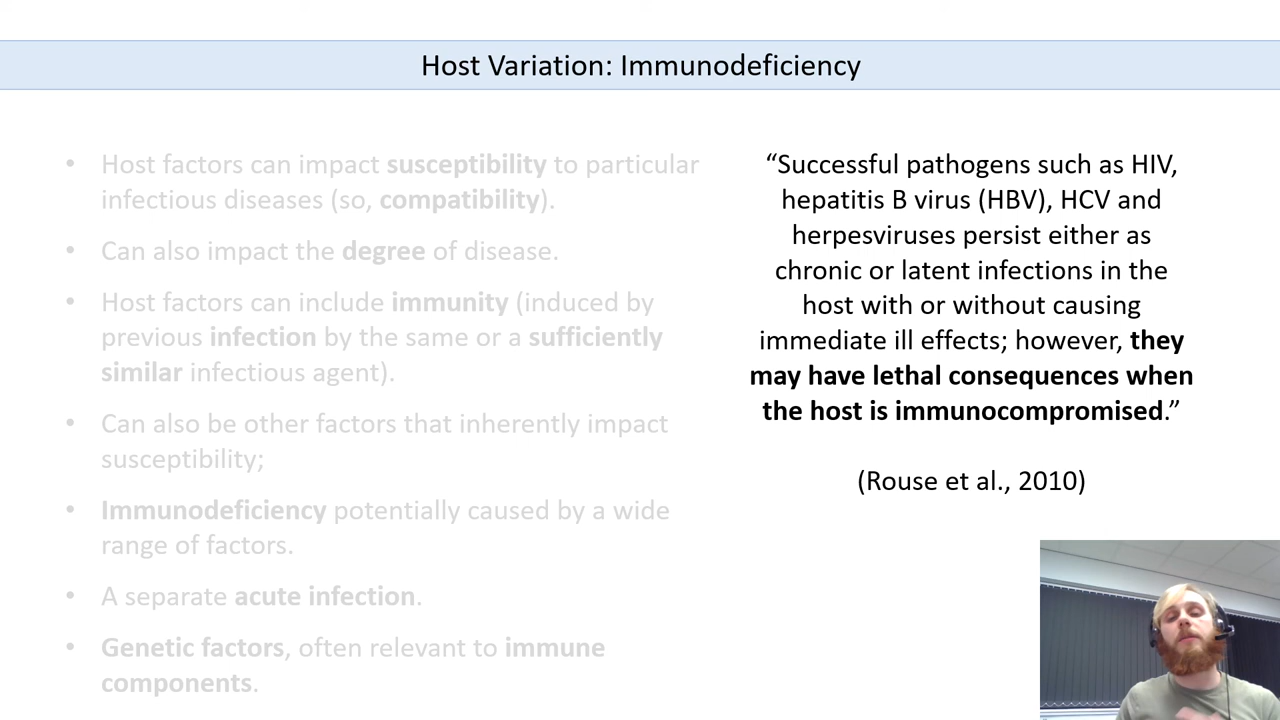 Host Variation: Immunodeficiency
• Host factors can impact susceptibility to particular
infectious diseases (so, compatibility).
• Can also impact the degree of disease.
• Host factors can include immunity (induced by
previous infection by the same or a sufficiently
similar infectious agent).
• Can also be other factors that inherently impact
susceptibility;
• Immunodeficiency potentially caused by a wide
range of factors.
• A separate acute infection.
• Genetic factors, often relevant to immune
components.
“Successful pathogens such as HIV,
hepatitis B virus (HBV), HCV and
herpesviruses persist either as
chronic or latent infections in the
host with or without causing
immediate ill effects; however, they
may have lethal consequences when
the host is immunocompromised.”
(Rouse et al., 2010)